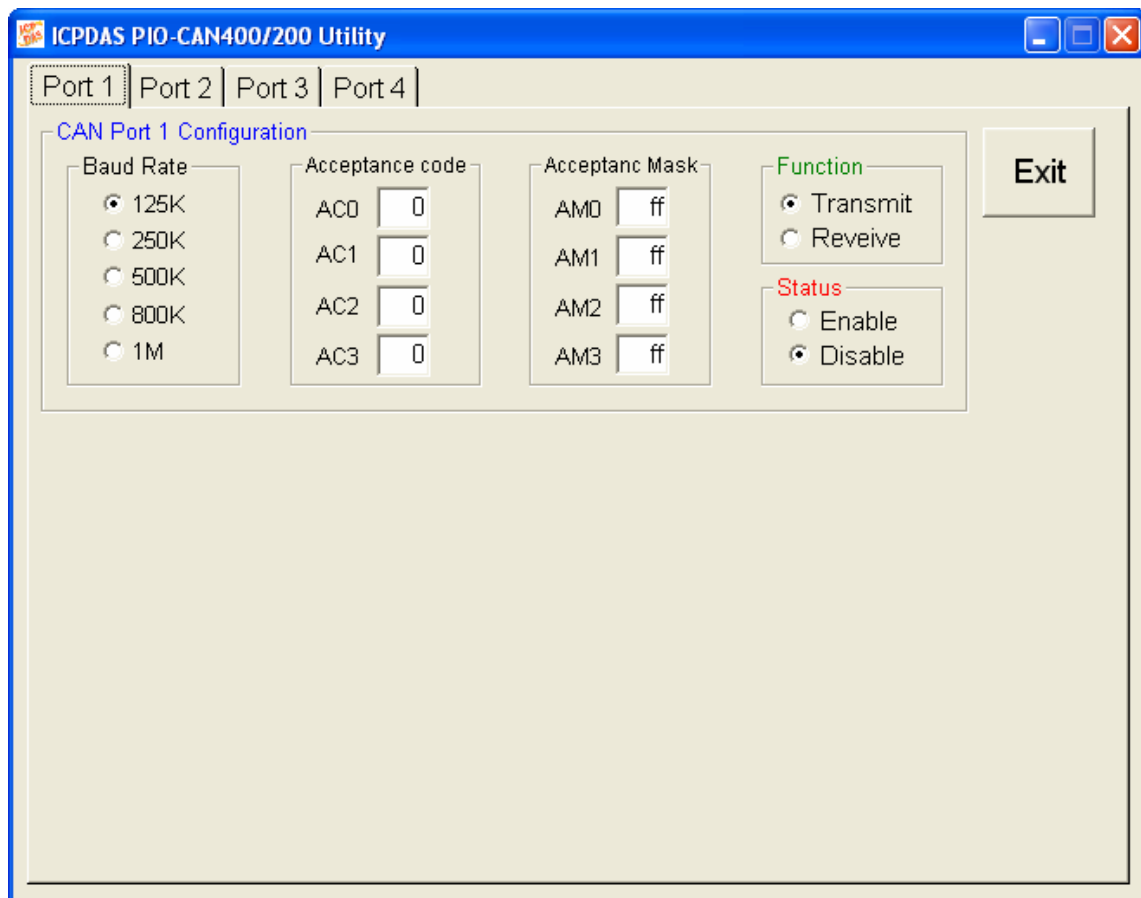 ICPDAS PIO-CAN400/200 Utility
Port 1 Port 2 Port 3 Port 4
CAN Port 1 Configuration
Baud Rate
125K
250K
500K
800K
1M
Acceptance code
AC0 0
AC1 0
AC2 0
AC3 0
Acceptanc Mask
AM0 ff
AM1 ff
AM2 ff
AM3 ff
Function
Transmit
Reveive
Status
Enable
Disable
Exit